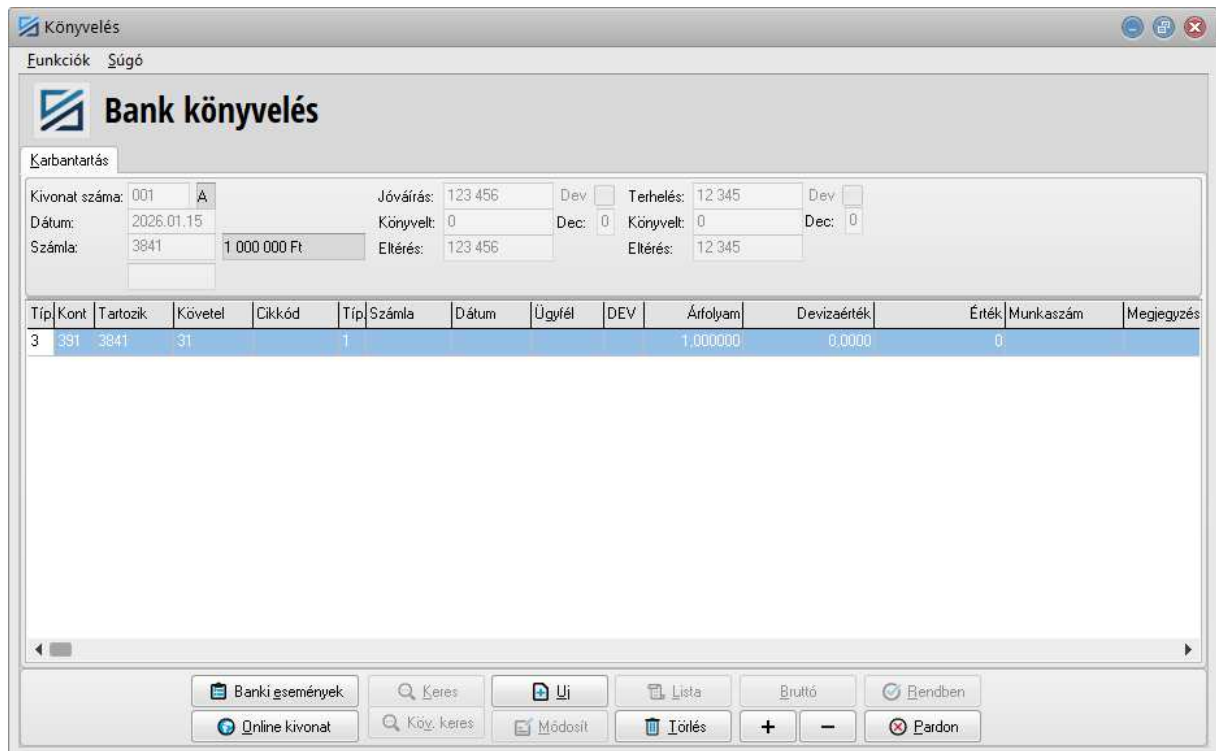 Könyvelés
Funkciók Súgó
Bank könyvelés
Karbantartás
Kivonat száma: 001 A Jóváírás: 123 456 Dev Terhelés: 12 345 Dev
Dátum: 2026.01.15 Könyvelt: 0 Dec: 0 Könyvelt: 0 Dec: 0
Számla: 3841 1 000 000 Ft Eltérés: 123 456 Eltérés: 12 345
Típ. Kont Tartozik Követel Cikkód Típ. Számla Dátum Ügyfél DEV Árfolyam Devizaérték Érték Munkaszám Megjegyzés
3 391 3841 31 1 1,000000 0,0000 0
Banki események Keres Uj Lista Bruttó Rendben
Online kivonat Köv. keres Módosít Törlés + − Pardon